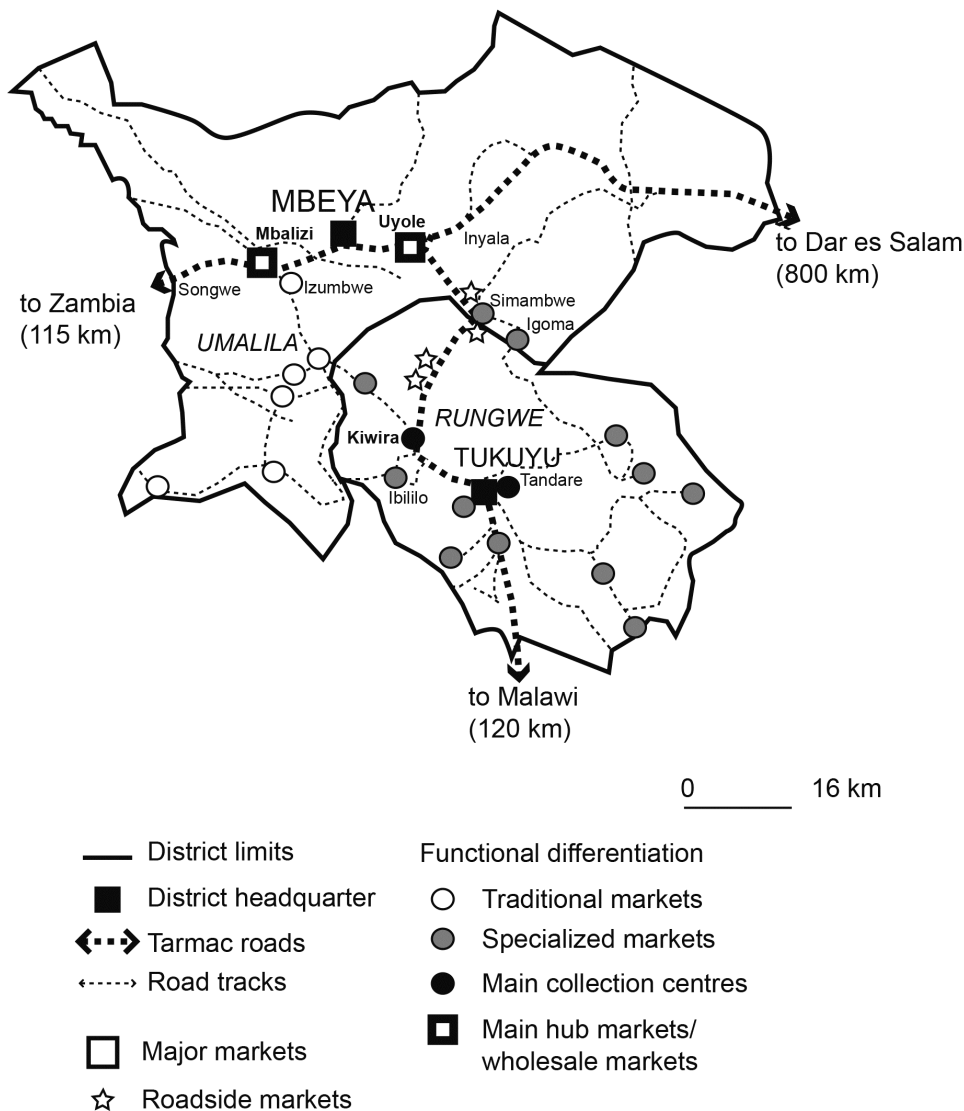 MBEYA
Uyole
Mbalizi
Inyala
to Dar es Salam
(800 km)
Songwe
Izumbwe
to Zambia
(115 km)
Simambwe
Igoma
UMALILA
RUNGWE
Kiwira
TUKUYU
Tandare
Ibililo
to Malawi
(120 km)
0 16 km
District limits
District headquarter
Tarmac roads
Road tracks
Major markets
Roadside markets
Functional differentiation
Traditional markets
Specialized markets
Main collection centres
Main hub markets/
wholesale markets